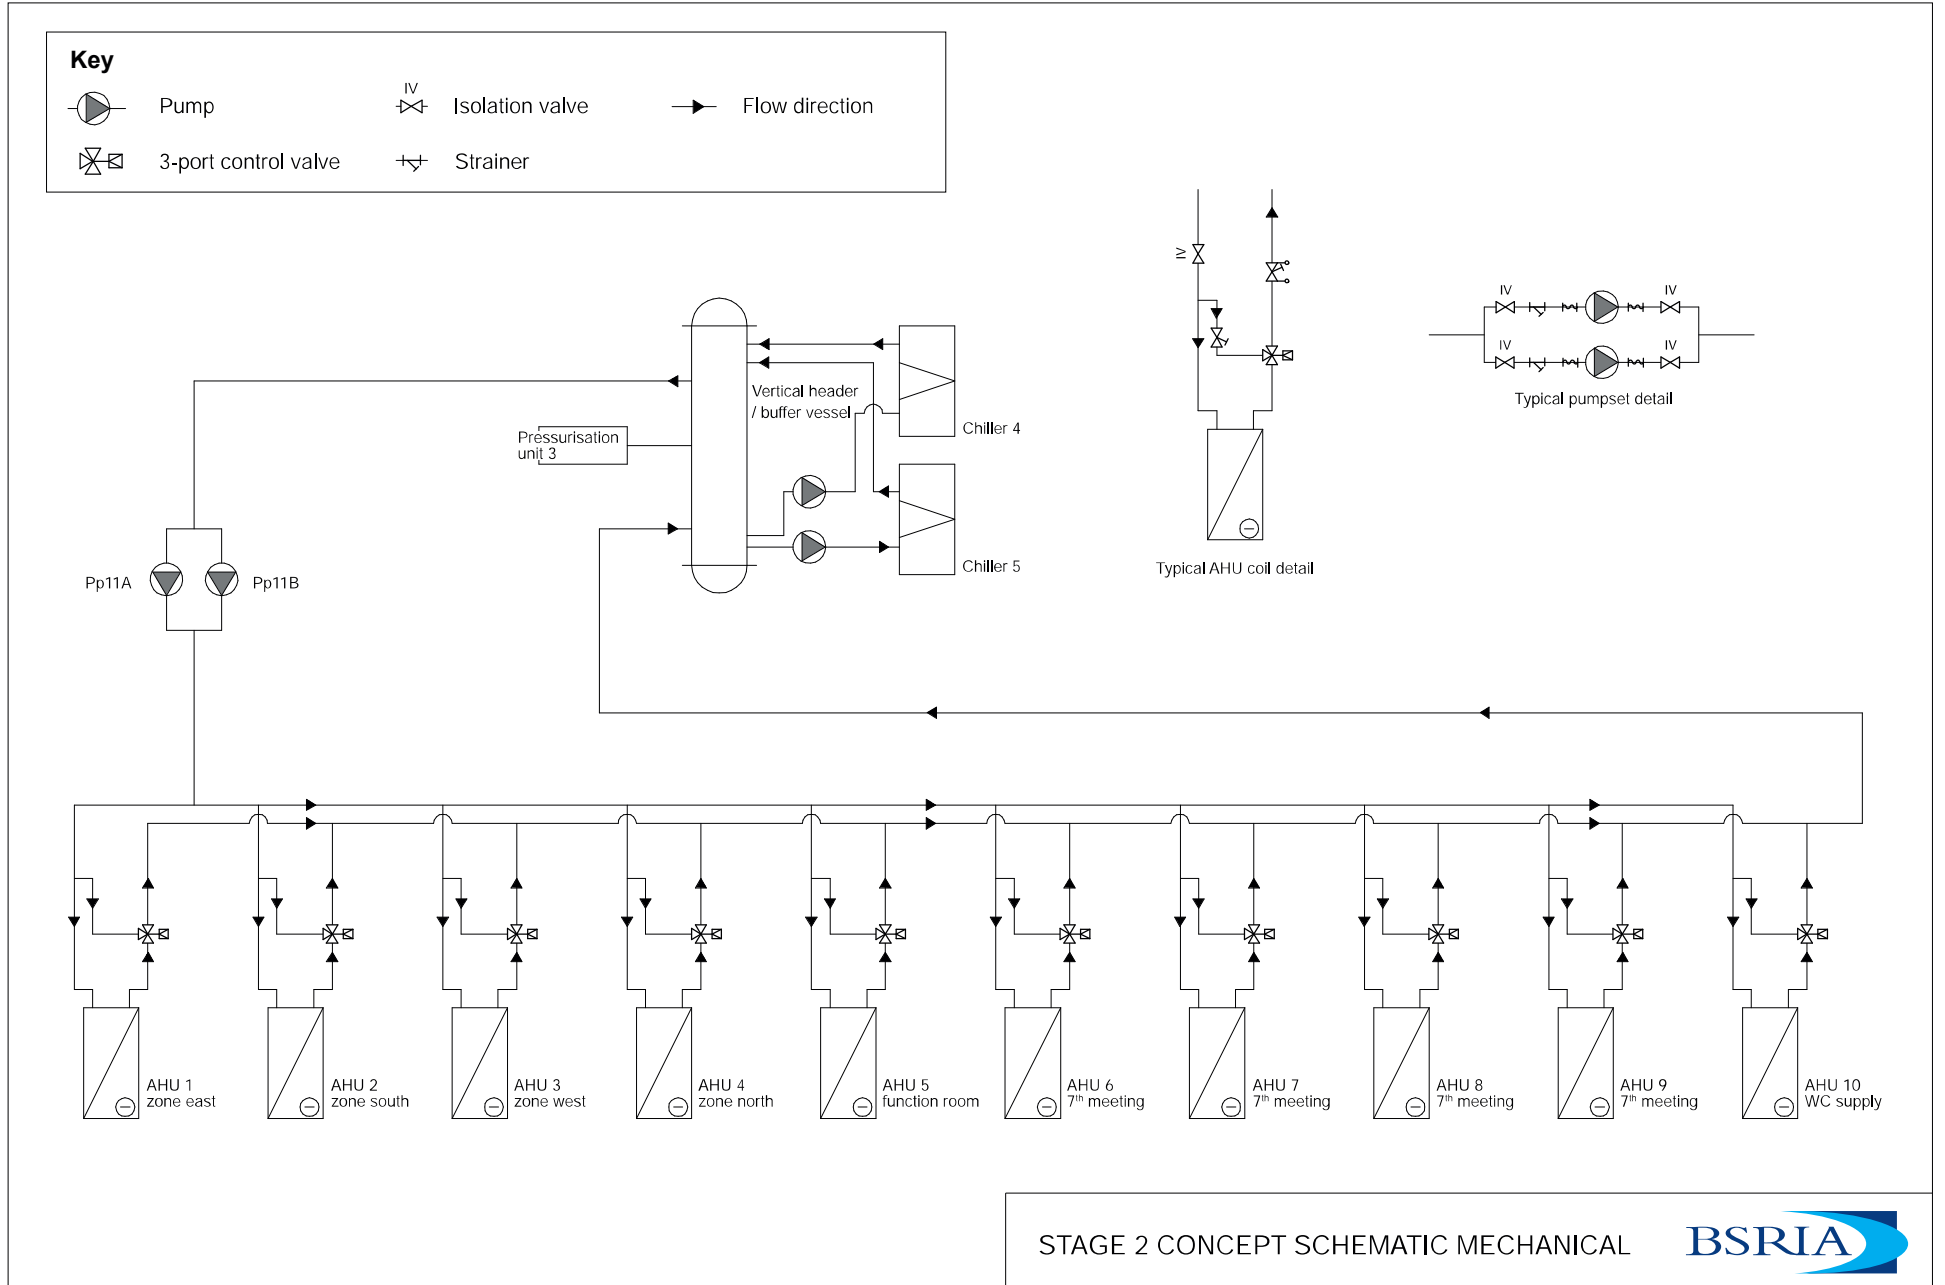 Key
Pump
IV
Isolation valve
Flow direction
3-port control valve
Strainer
IV
IV
IV
IV
IV
Typical pumpset detail
Vertical header
/ buffer vessel
Chiller 4
Pressurisation
unit 3
Chiller 5
Typical AHU coil detail
Pp11A
Pp11B
AHU 1
zone east
AHU 2
zone south
AHU 3
zone west
AHU 4
zone north
AHU 5
function room
AHU 6
7th meeting
AHU 7
7th meeting
AHU 8
7th meeting
AHU 9
7th meeting
AHU 10
WC supply
STAGE 2 CONCEPT SCHEMATIC MECHANICAL
BSRIA